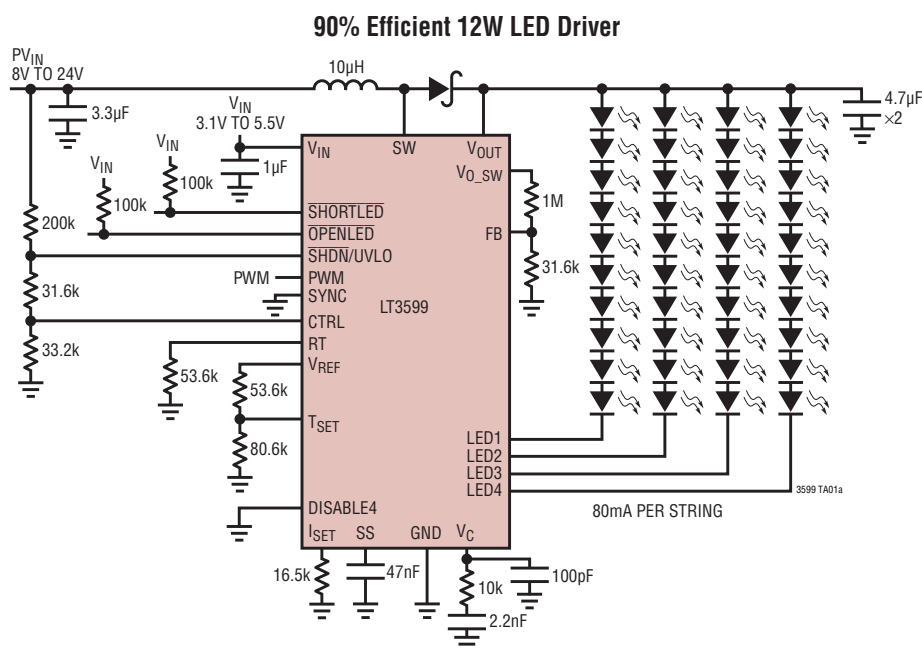 90% Efficient 12W LED Driver
PVIN
8V TO 24V
10µH
3.3µF
VIN
3.1V TO 5.5V
1µF
4.7µF
×2
VIN
100k
VIN
100k
200k
31.6k
33.2k
PWM
53.6k
53.6k
80.6k
VIN
SW
VOUT
VO_SW
SHORTLED
OPENLED
SHDN/UVLO
PWM
SYNC
CTRL
RT
VREF
TSET
DISABLE4
ISET
SS
GND
VC
FB
LT3599
LED1
LED2
LED3
LED4
1M
31.6k
80mA PER STRING
3599 TA01a
16.5k
47nF
10k
2.2nF
100pF